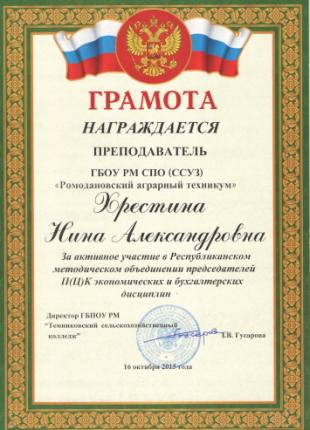 ГРАМОТА
НАГРАЖДАЕТСЯ
ПРЕПОДАВАТЕЛЬ
ГБОУ РМ СПО (ССУЗ)
«Ромодановский аграрный техникум»
Хрестина
Нина Александровна
За активное участие в Республиканском
методическом объединении председателей
П(Ц)К экономических и бухгалтерских
дисциплин
Директор ГБПОУ РМ
"Темниковский сельскохозяйственный
колледж"
З.В. Гусарова
16 октября 2015 года